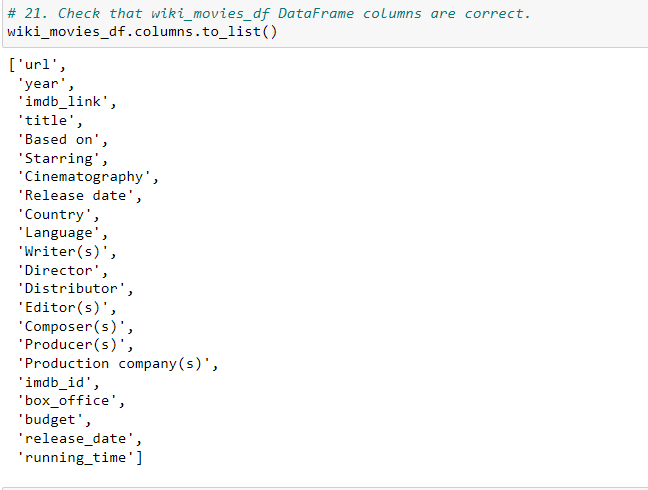 # 21. Check that wiki_movies_df DataFrame columns are correct.
wiki_movies_df.columns.to_list()
['url',
'year',
'imdb_link',
'title',
'Based on',
'Starring',
'Cinematography',
'Release date',
'Country',
'Language',
'Writer(s)',
'Director',
'Distributor',
'Editor(s)',
'Composer(s)',
'Producer(s)',
'Production company(s)',
'imdb_id',
'box_office',
'budget',
'release_date',
'running_time']